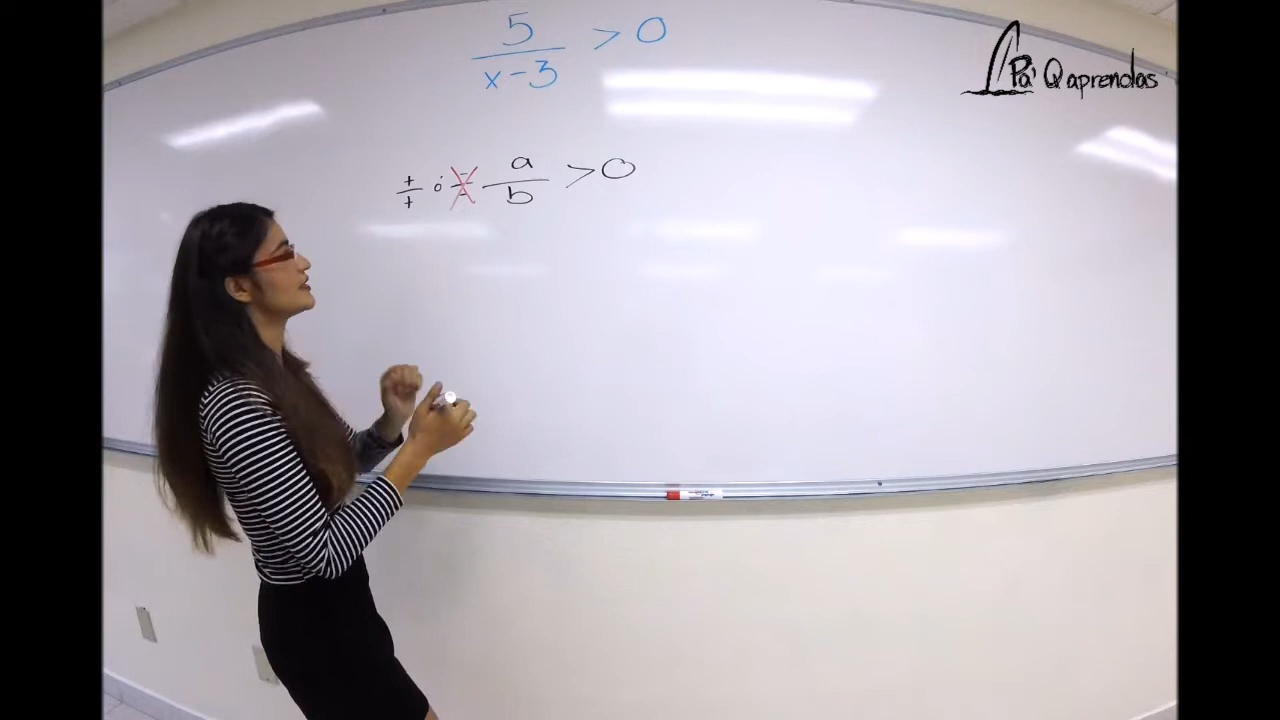 5/(x-3) > 0
Pa' Q aprendas
+/+ ó -/- a/b > 0